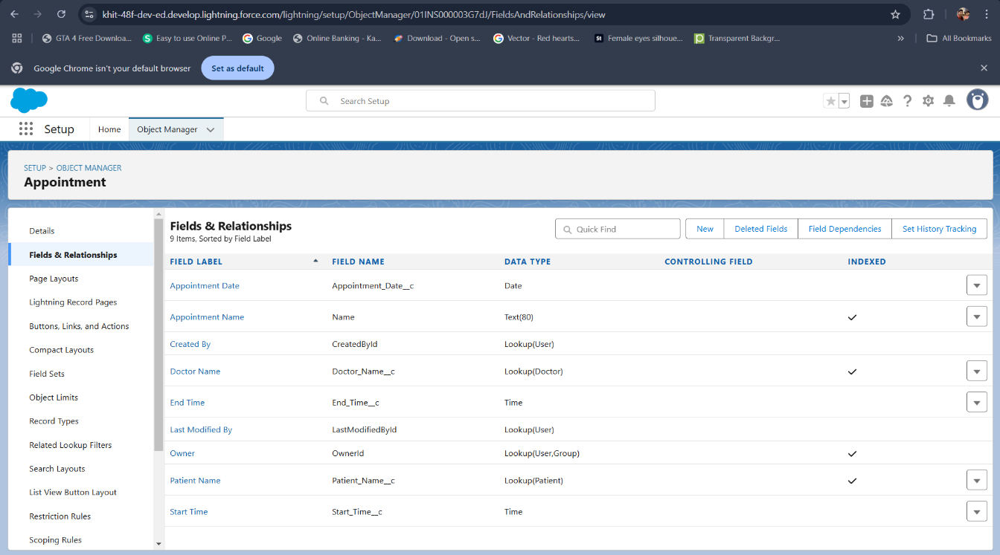 khit-48f-dev-ed.develop.lightning.force.com/lightning/setup/ObjectManager/01INS000003G7dJ/FieldsAndRelationships/view
GTA 4 Free Downloa... S Easy to use Online P... Google Online Banking - Ka... Download - Open s... Vector - Red hearts... St Female eyes silhoue... p Transparent Backgr... » All Bookmarks
Google Chrome isn't your default browser Set as default
Search Setup
Setup Home Object Manager
SETUP > OBJECT MANAGER
Appointment
Details
Fields & Relationships
Page Layouts
Lightning Record Pages
Buttons, Links, and Actions
Compact Layouts
Field Sets
Object Limits
Record Types
Related Lookup Filters
Search Layouts
List View Button Layout
Restriction Rules
Scoping Rules
Fields & Relationships
9 Items, Sorted by Field Label
Quick Find New Deleted Fields Field Dependencies Set History Tracking
FIELD LABEL FIELD NAME DATA TYPE CONTROLLING FIELD INDEXED
Appointment Date Appointment_Date__c Date
Appointment Name Name Text(80)
Created By CreatedById Lookup(User)
Doctor Name Doctor_Name__c Lookup(Doctor)
End Time End_Time__c Time
Last Modified By LastModifiedById Lookup(User)
Owner OwnerId Lookup(User,Group)
Patient Name Patient_Name__c Lookup(Patient)
Start Time Start_Time__c Time